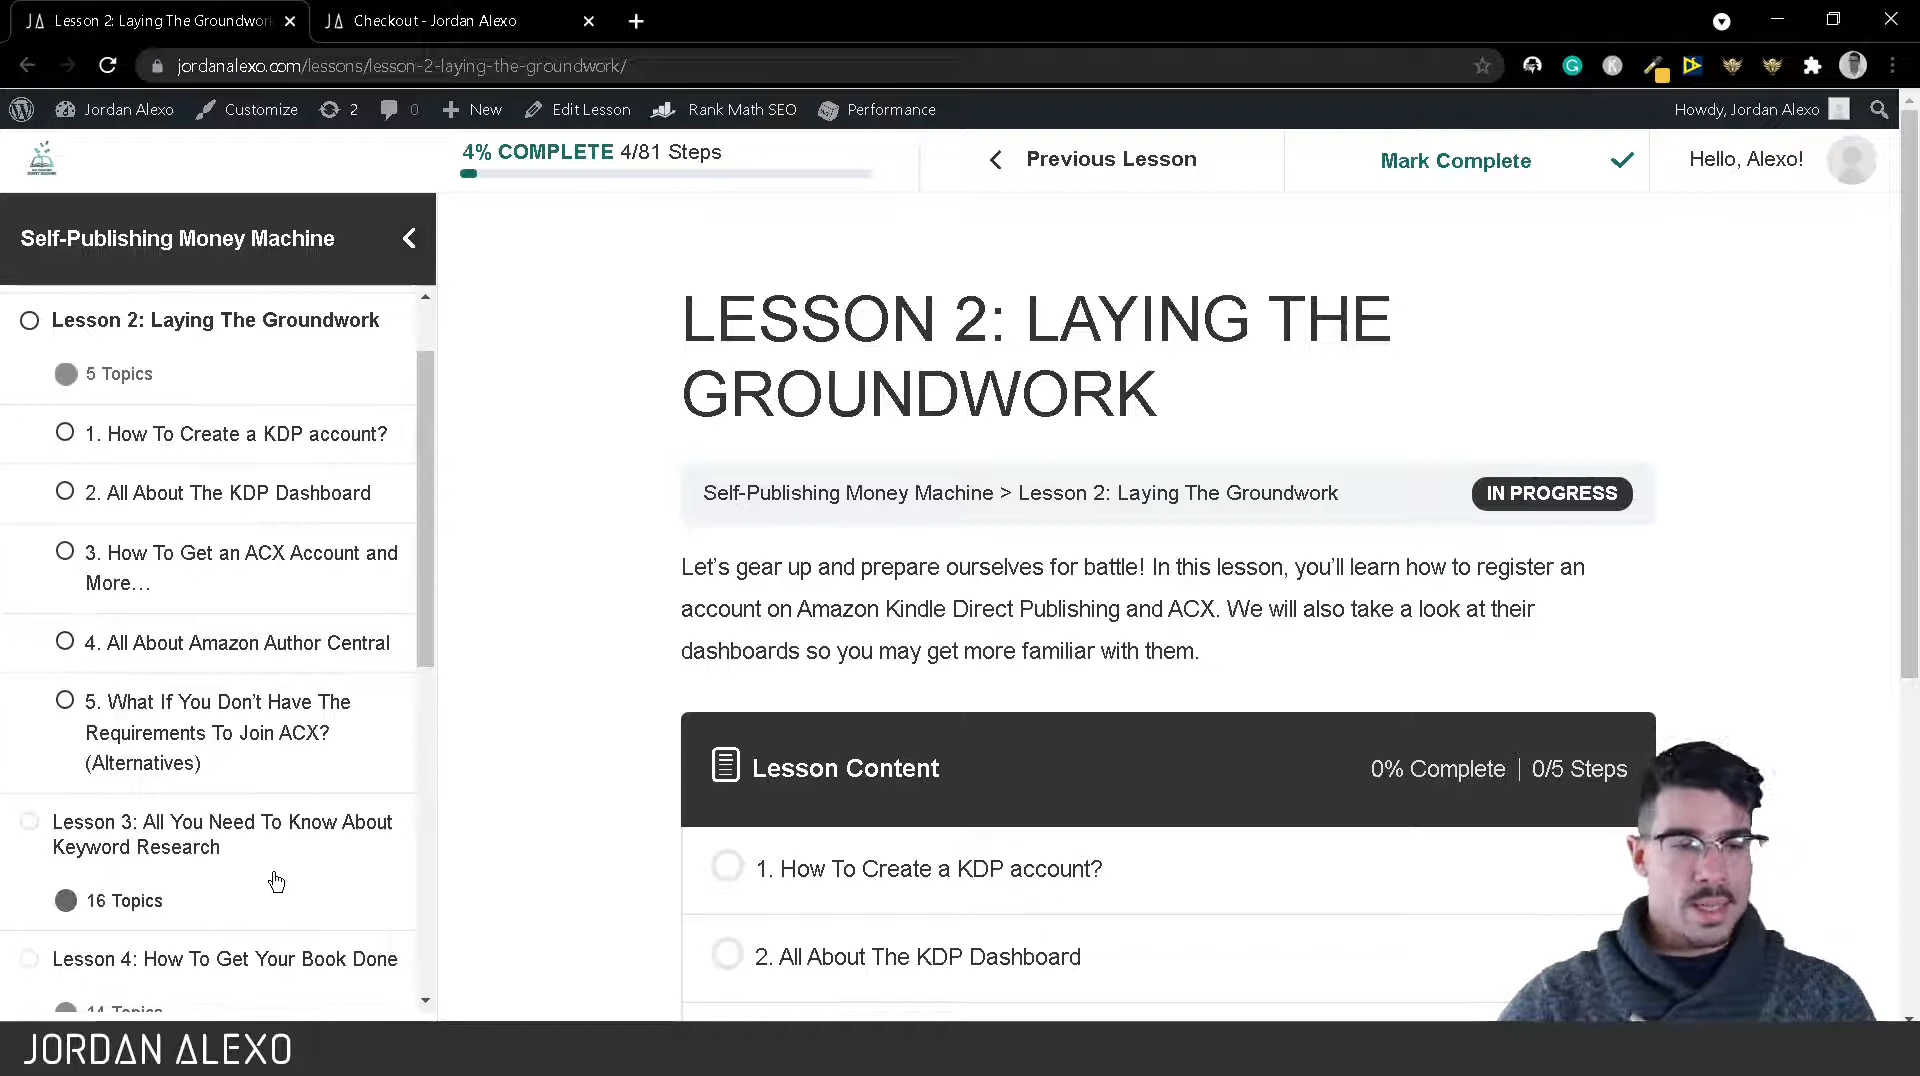 Lesson 2: Laying The Groundwor
JA Checkout - Jordan Alexo
jordanalexo.com/lessons/lesson-2-laying-the-groundwork/
Jordan Alexo Customize 2 0 New Edit Lesson Rank Math SEO Performance Howdy, Jordan Alexo
4% COMPLETE 4/81 Steps
Previous Lesson
Mark Complete
Hello, Alexo!
Self-Publishing Money Machine
Lesson 2: Laying The Groundwork
5 Topics
1. How To Create a KDP account?
2. All About The KDP Dashboard
3. How To Get an ACX Account and
More…
4. All About Amazon Author Central
5. What If You Don’t Have The
Requirements To Join ACX?
(Alternatives)
Lesson 3: All You Need To Know About
Keyword Research
16 Topics
Lesson 4: How To Get Your Book Done
14 Topics
LESSON 2: LAYING THE
GROUNDWORK
Self-Publishing Money Machine > Lesson 2: Laying The Groundwork
IN PROGRESS
Let’s gear up and prepare ourselves for battle! In this lesson, you’ll learn how to register an
account on Amazon Kindle Direct Publishing and ACX. We will also take a look at their
dashboards so you may get more familiar with them.
Lesson Content
0% Complete | 0/5 Steps
1. How To Create a KDP account?
2. All About The KDP Dashboard
JORDAN ALEXO